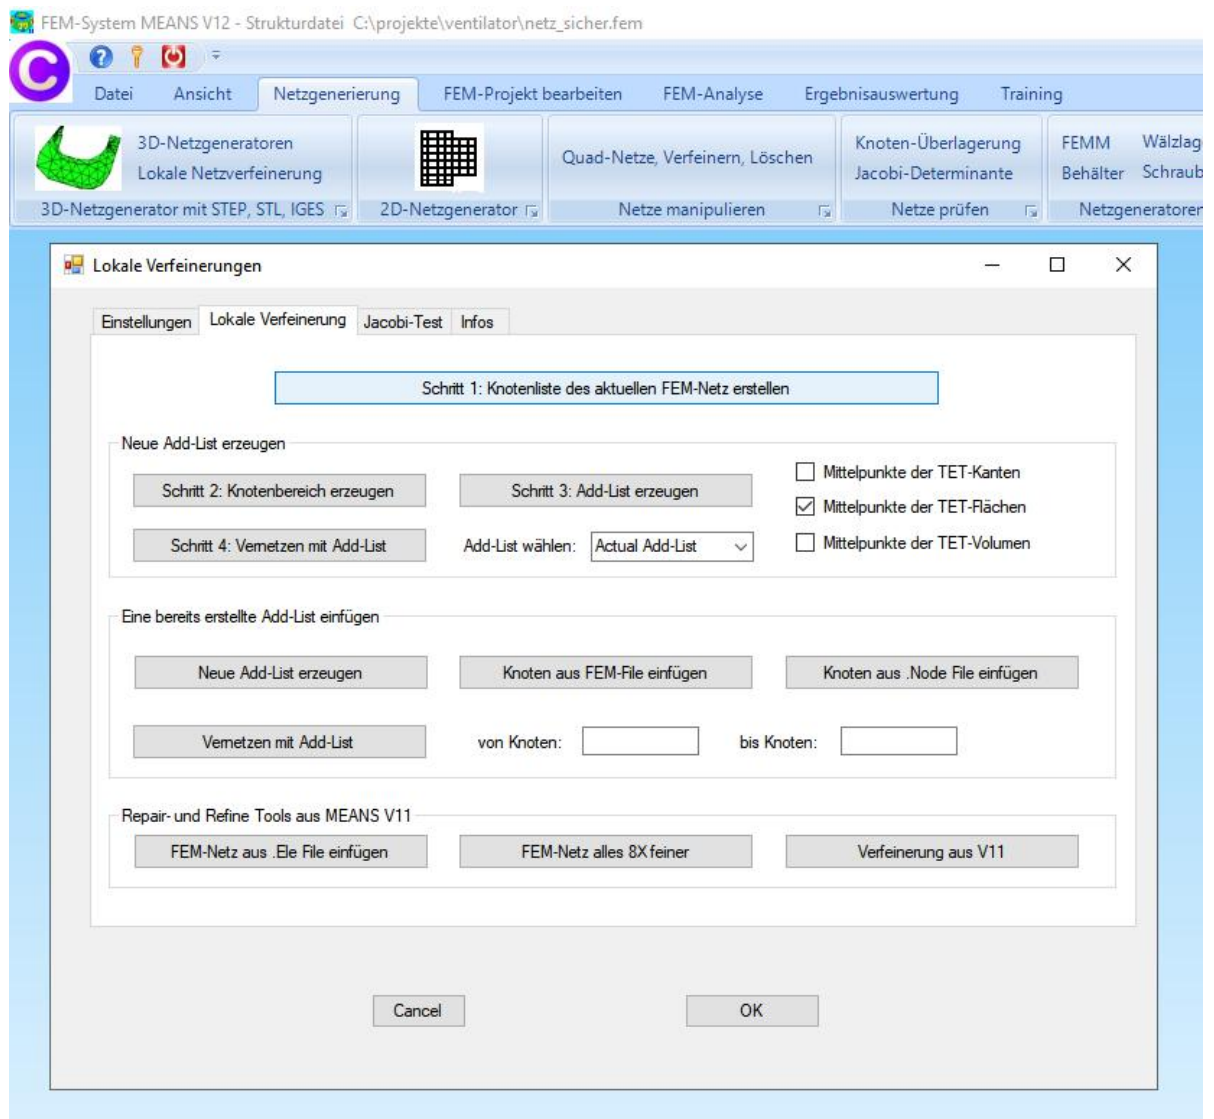 FEM-System MEANS V12 - Strukturdatei C:\projekte\ventilator\netz_sicher.fem
Datei Ansicht Netzgenerierung FEM-Projekt bearbeiten FEM-Analyse Ergebnisauswertung Training
3D-Netzgeneratoren
Lokale Netzverfeinerung
3D-Netzgenerator mit STEP, STL, IGES
2D-Netzgenerator
Quad-Netze, Verfeinern, Löschen
Netze manipulieren
Knoten-Überlagerung
Jacobi-Determinante
Netze prüfen
FEMM Wälzlag
Behälter Schraub
Netzgeneratoren
Lokale Verfeinerungen
Einstellungen Lokale Verfeinerung Jacobi-Test Infos
Schritt 1: Knotenliste des aktuellen FEM-Netz erstellen
Neue Add-List erzeugen
Schritt 2: Knotenbereich erzeugen
Schritt 3: Add-List erzeugen
Mittelpunkte der TET-Kanten
Mittelpunkte der TET-Flächen
Schritt 4: Vernetzen mit Add-List
Add-List wählen: Actual Add-List
Mittelpunkte der TET-Volumen
Eine bereits erstellte Add-List einfügen
Neue Add-List erzeugen
Knoten aus FEM-File einfügen
Knoten aus .Node File einfügen
Vernetzen mit Add-List
von Knoten:
bis Knoten:
Repair- und Refine Tools aus MEANS V11
FEM-Netz aus .Ele File einfügen
FEM-Netz alles 8X feiner
Verfeinerung aus V11
Cancel
OK